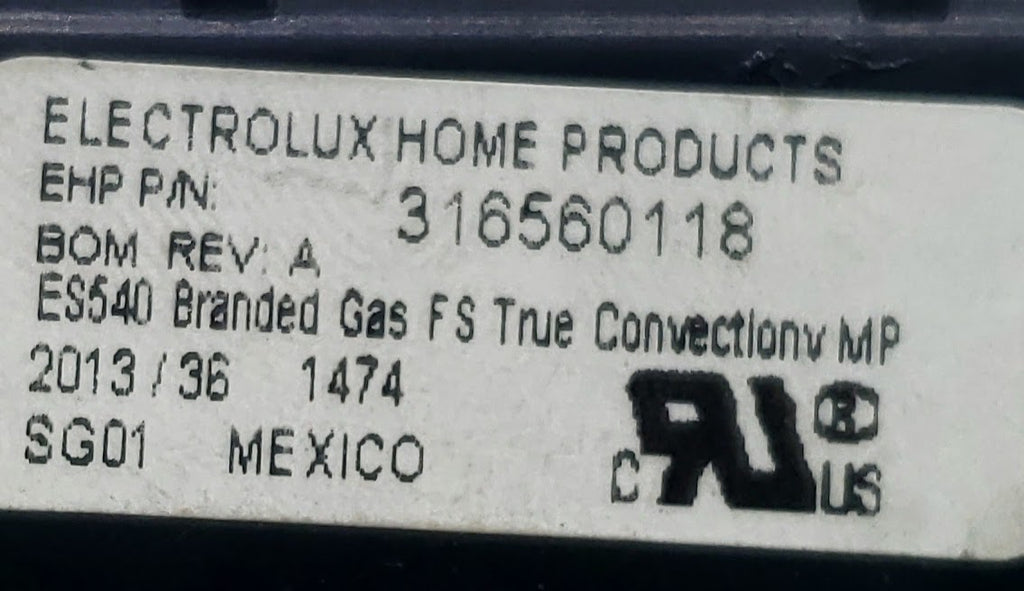 ELECTROLUX HOME PRODUCTS
EHP P/N: 316560118
BOM REV: A
ES540 Branded Gas FS True Convectionv MP
2013 / 36 1474
SG01 MEXICO
C RU ® US